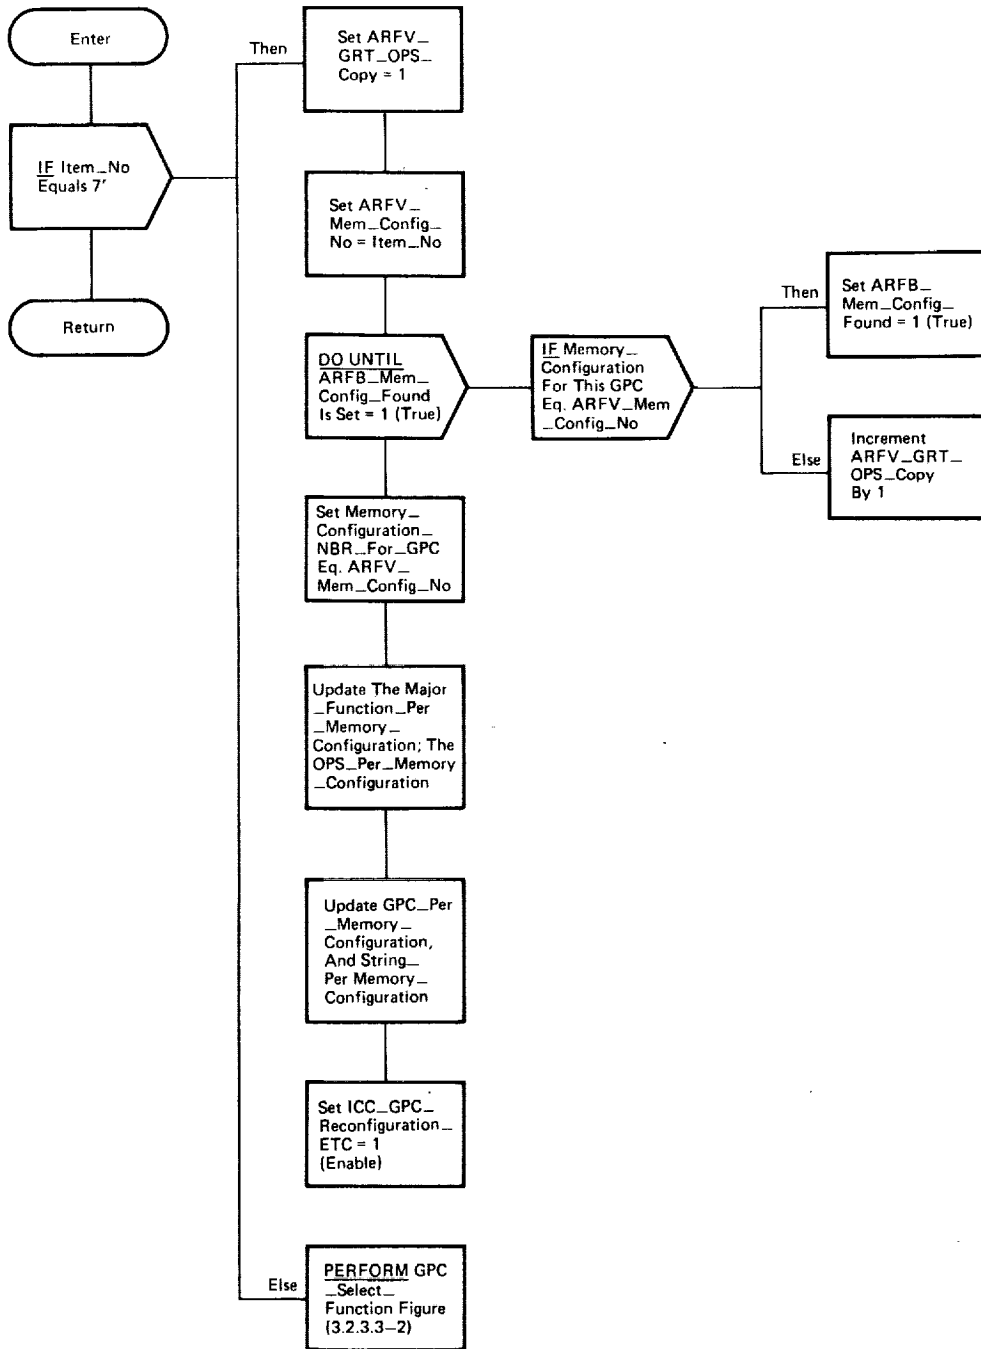 Enter
IF Item_No
Equals 7'
Return
Then
Set ARFV_
GRT_OPS_
Copy = 1
Set ARFV_
Mem_Config_
No = Item_No
DO UNTIL
ARFB_Mem_
Config_Found
Is Set = 1 (True)
IF Memory_
Configuration
For This GPC
Eq. ARFV_Mem
_Config_No
Then
Set ARFB_
Mem_Config_
Found = 1 (True)
Else
Increment
ARFV_GRT_
OPS_Copy
By 1
Set Memory_
Configuration_
NBR_For_GPC
Eq. ARFV_
Mem_Config_No
Update The Major
_Function_Per
_Memory_
Configuration; The
OPS_Per_Memory
_Configuration
Update GPC_Per
_Memory_
Configuration,
And String_
Per Memory_
Configuration
Set ICC_GPC_
Reconfiguration_
ETC = 1
(Enable)
Else
PERFORM GPC
_Select_
Function Figure
(3.2.3.3-2)